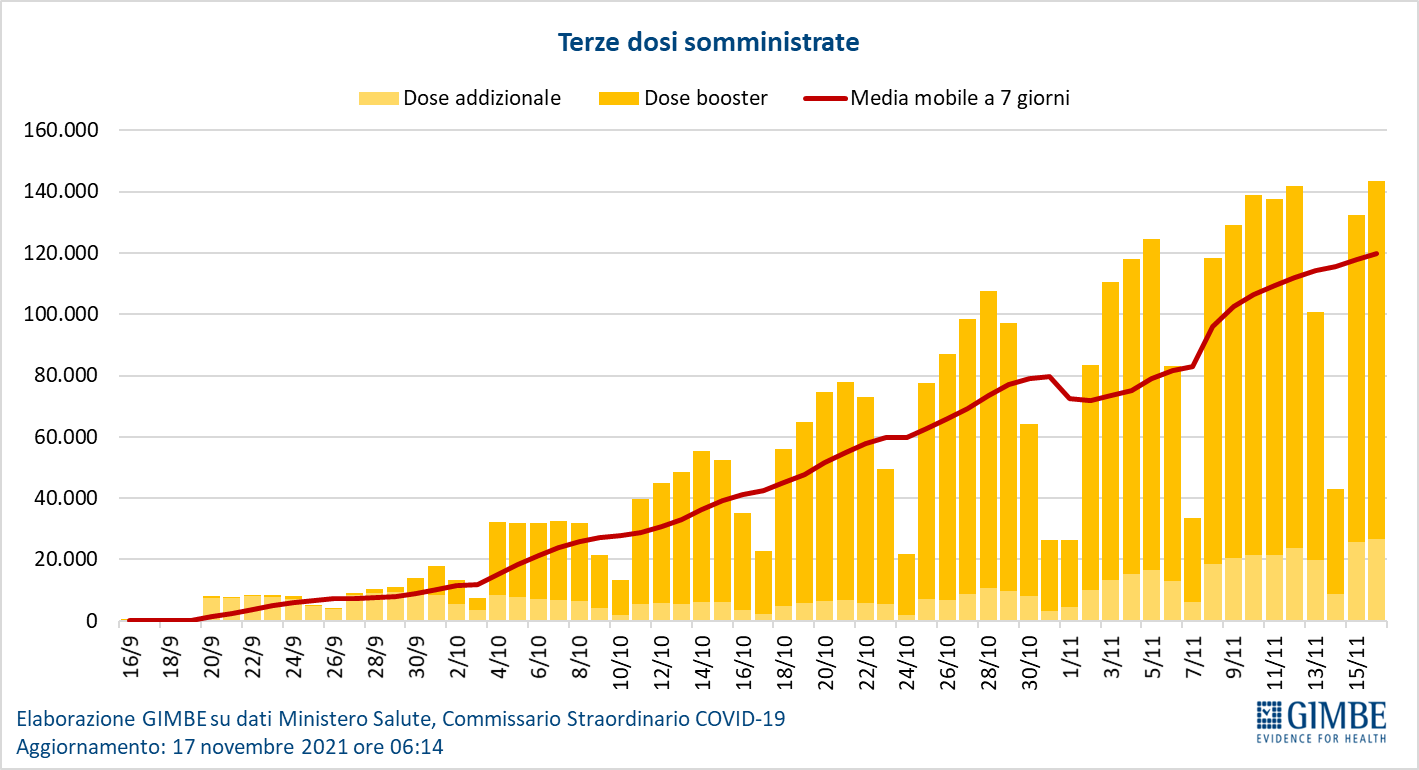 Terze dosi somministrate
Dose addizionale Dose booster Media mobile a 7 giorni
160.000
140.000
120.000
100.000
80.000
60.000
40.000
20.000
0
16/9 18/9 20/9 22/9 24/9 26/9 28/9 30/9 2/10 4/10 6/10 8/10 10/10 12/10 14/10 16/10 18/10 20/10 22/10 24/10 26/10 28/10 30/10 1/11 3/11 5/11 7/11 9/11 11/11 13/11 15/11
Elaborazione GIMBE su dati Ministero Salute, Commissario Straordinario COVID-19
Aggiornamento: 17 novembre 2021 ore 06:14
GIMBE
EVIDENCE FOR HEALTH